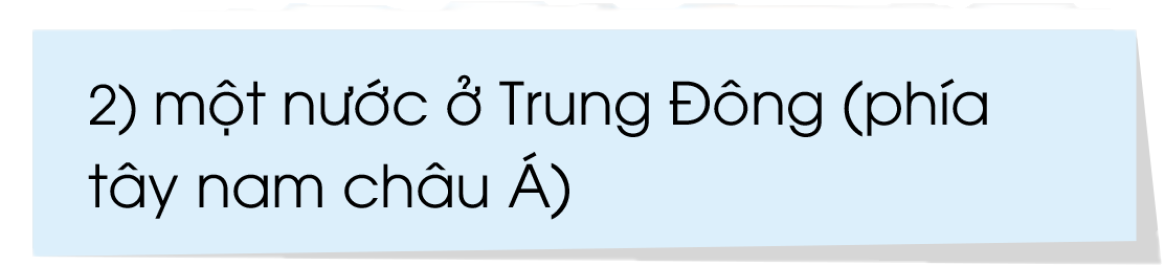 2) một nước ở Trung Đông (phía
tây nam châu Á)